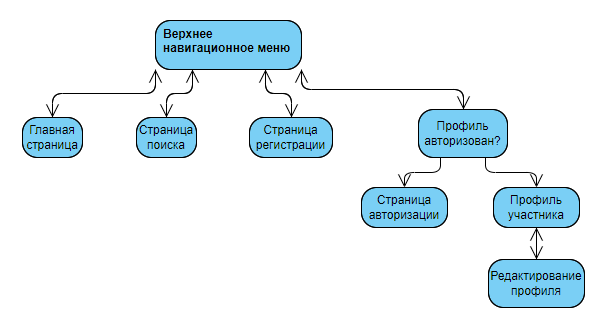 Верхнее
навигационное меню
Главная
страница
Страница
поиска
Страница
регистрации
Профиль
авторизован?
Страница
авторизации
Профиль
участника
Редактирование
профиля